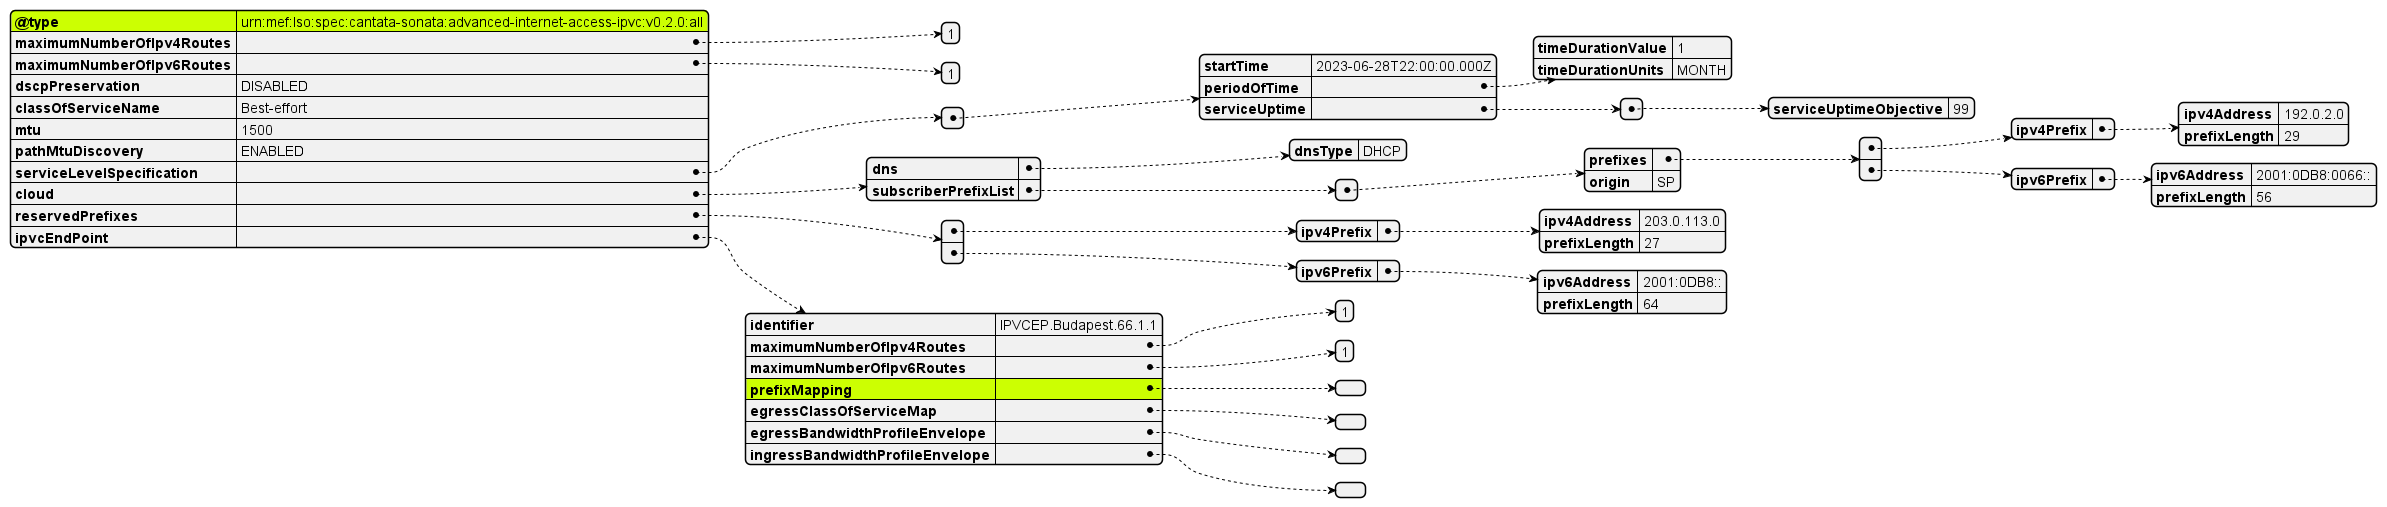 @type urn:mef:lso:spec:cantata-sonata:advanced-internet-access-ipvc:v0.2.0:all
maximumNumberOfIpv4Routes
1
maximumNumberOfIpv6Routes
1
dscpPreservation DISABLED
classOfServiceName Best-effort
mtu 1500
pathMtuDiscovery ENABLED
serviceLevelSpecification
cloud
reservedPrefixes
ipvcEndPoint
startTime 2023-06-28T22:00:00.000Z
periodOfTime
serviceUptime
timeDurationValue 1
timeDurationUnits MONTH
serviceUptimeObjective 99
dns
subscriberPrefixList
dnsType DHCP
prefixes
origin SP
ipv4Prefix
ipv4Address 192.0.2.0
prefixLength 29
ipv6Prefix
ipv6Address 2001:0DB8:0066::
prefixLength 56
ipv4Prefix
ipv4Address 203.0.113.0
prefixLength 27
ipv6Prefix
ipv6Address 2001:0DB8::
prefixLength 64
identifier IPVCEP.Budapest.66.1.1
maximumNumberOfIpv4Routes
1
maximumNumberOfIpv6Routes
1
prefixMapping
egressClassOfServiceMap
egressBandwidthProfileEnvelope
ingressBandwidthProfileEnvelope